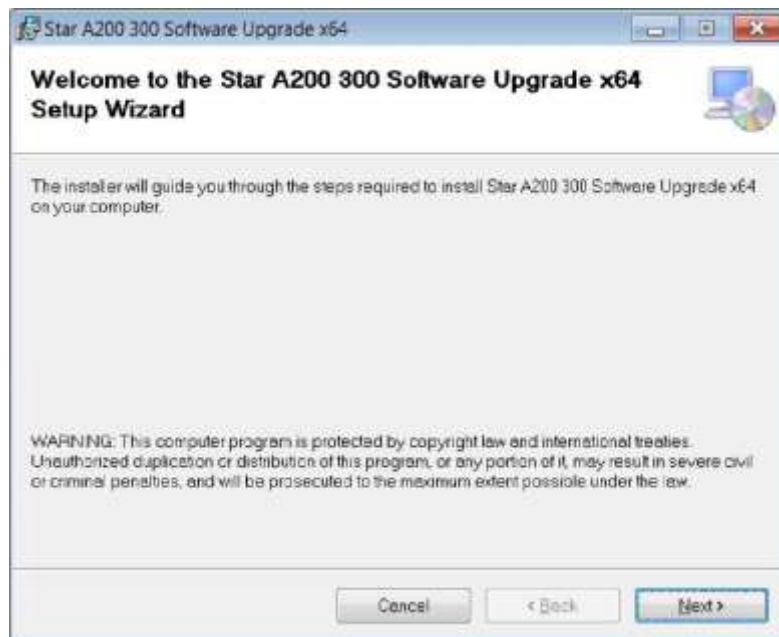 Star A200 300 Software Upgrade x64
Welcome to the Star A200 300 Software Upgrade x64
Setup Wizard
The installer will guide you through the steps required to install Star A200 300 Software Upgrade x64
on your computer.
WARNING: This computer program is protected by copyright law and international treaties.
Unauthorized duplication or distribution of this program, or any portion of it, may result in severe civil
or criminal penalties, and will be prosecuted to the maximum extent possible under the law.
Cancel
< Back
Next >